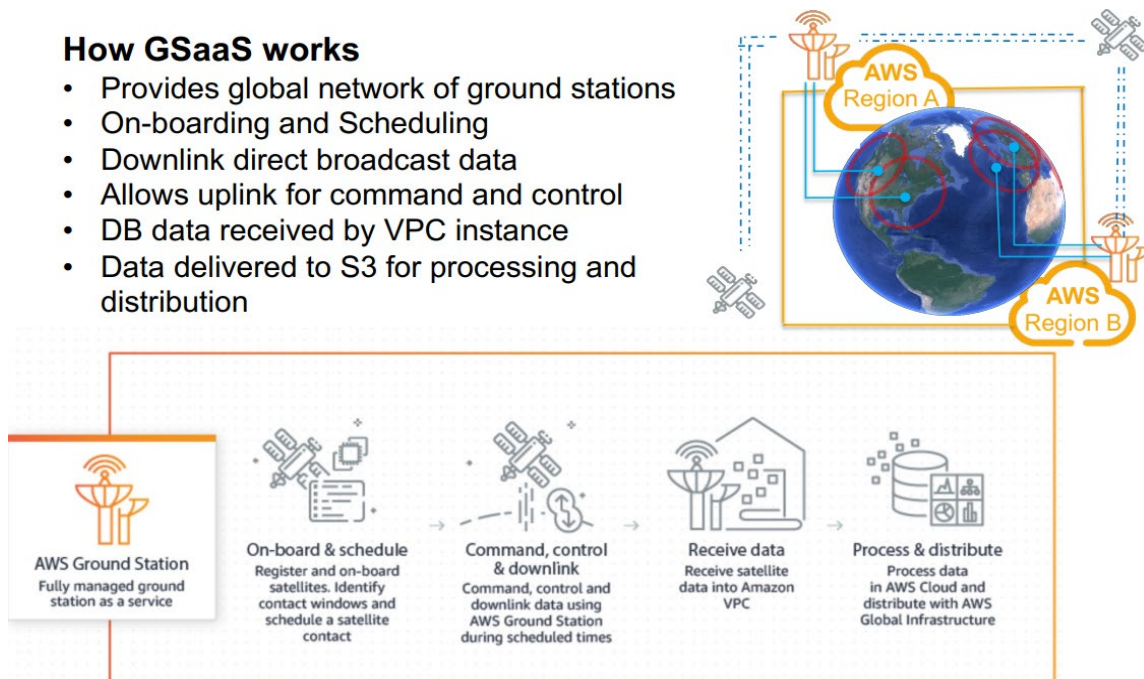 How GSaaS works
• Provides global network of ground stations
• On-boarding and Scheduling
• Downlink direct broadcast data
• Allows uplink for command and control
• DB data received by VPC instance
• Data delivered to S3 for processing and
distribution
AWS
Region A
AWS
Region B
AWS Ground Station
Fully managed ground
station as a service
On-board & schedule
Register and on-board
satellites. Identify
contact windows and
schedule a satellite
contact
Command, control
& downlink
Command, control and
downlink data using
AWS Ground Station
during scheduled times
Receive data
Receive satellite
data into Amazon
VPC
Process & distribute
Process data
in AWS Cloud and
distribute with AWS
Global Infrastructure